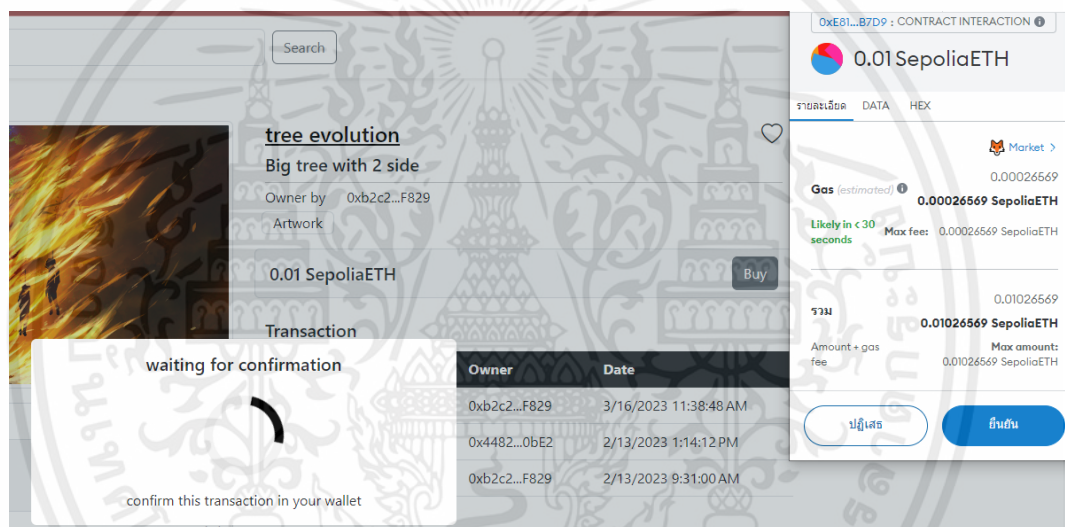 Search
tree evolution
Big tree with 2 side
Owner by 0xb2c2...F829
Artwork
0.01 SepoliaETH
Buy
Transaction
Owner Date
0xb2c2...F829 3/16/2023 11:38:48 AM
0x4482...0bE2 2/13/2023 1:14:12 PM
0xb2c2...F829 2/13/2023 9:31:00 AM
waiting for confirmation
confirm this transaction in your wallet
0xE81...B7D9 : CONTRACT INTERACTION
0.01 SepoliaETH
รายละเอียด DATA HEX
Market >
Gas (estimated) 0.00026569
0.00026569 SepoliaETH
Likely in < 30 seconds
Max fee: 0.00026569 SepoliaETH
รวม 0.01026569
0.01026569 SepoliaETH
Amount + gas fee
Max amount:
0.01026569 SepoliaETH
ปฏิเสธ ยืนยัน